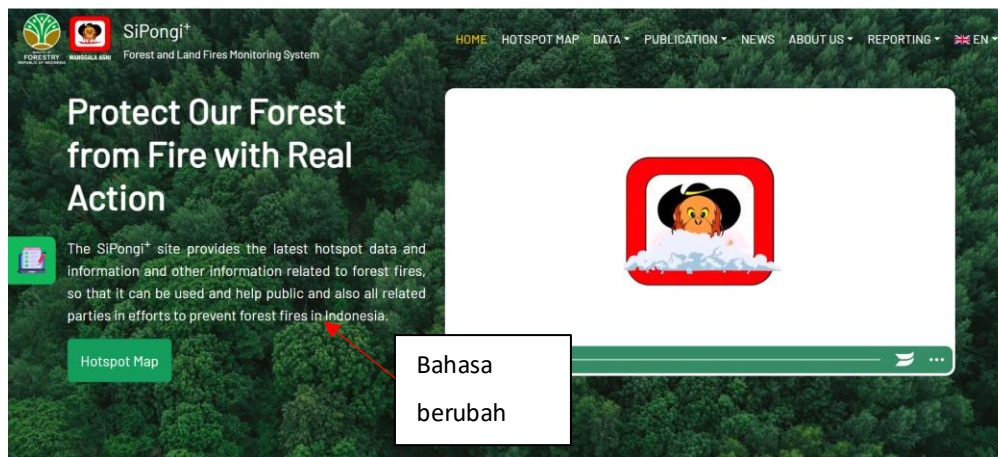 SiPongi+
Forest and Land Fires Monitoring System
FORESTRY
REPUBLIC OF INDONESIA
MANGGALA AGNI
HOME HOTSPOT MAP DATA PUBLICATION NEWS ABOUT US REPORTING EN
Protect Our Forest
from Fire with Real
Action
The SiPongi+ site provides the latest hotspot data and
information and other information related to forest fires,
so that it can be used and help public and also all related
parties in efforts to prevent forest fires in Indonesia.
Hotspot Map
Bahasa
berubah